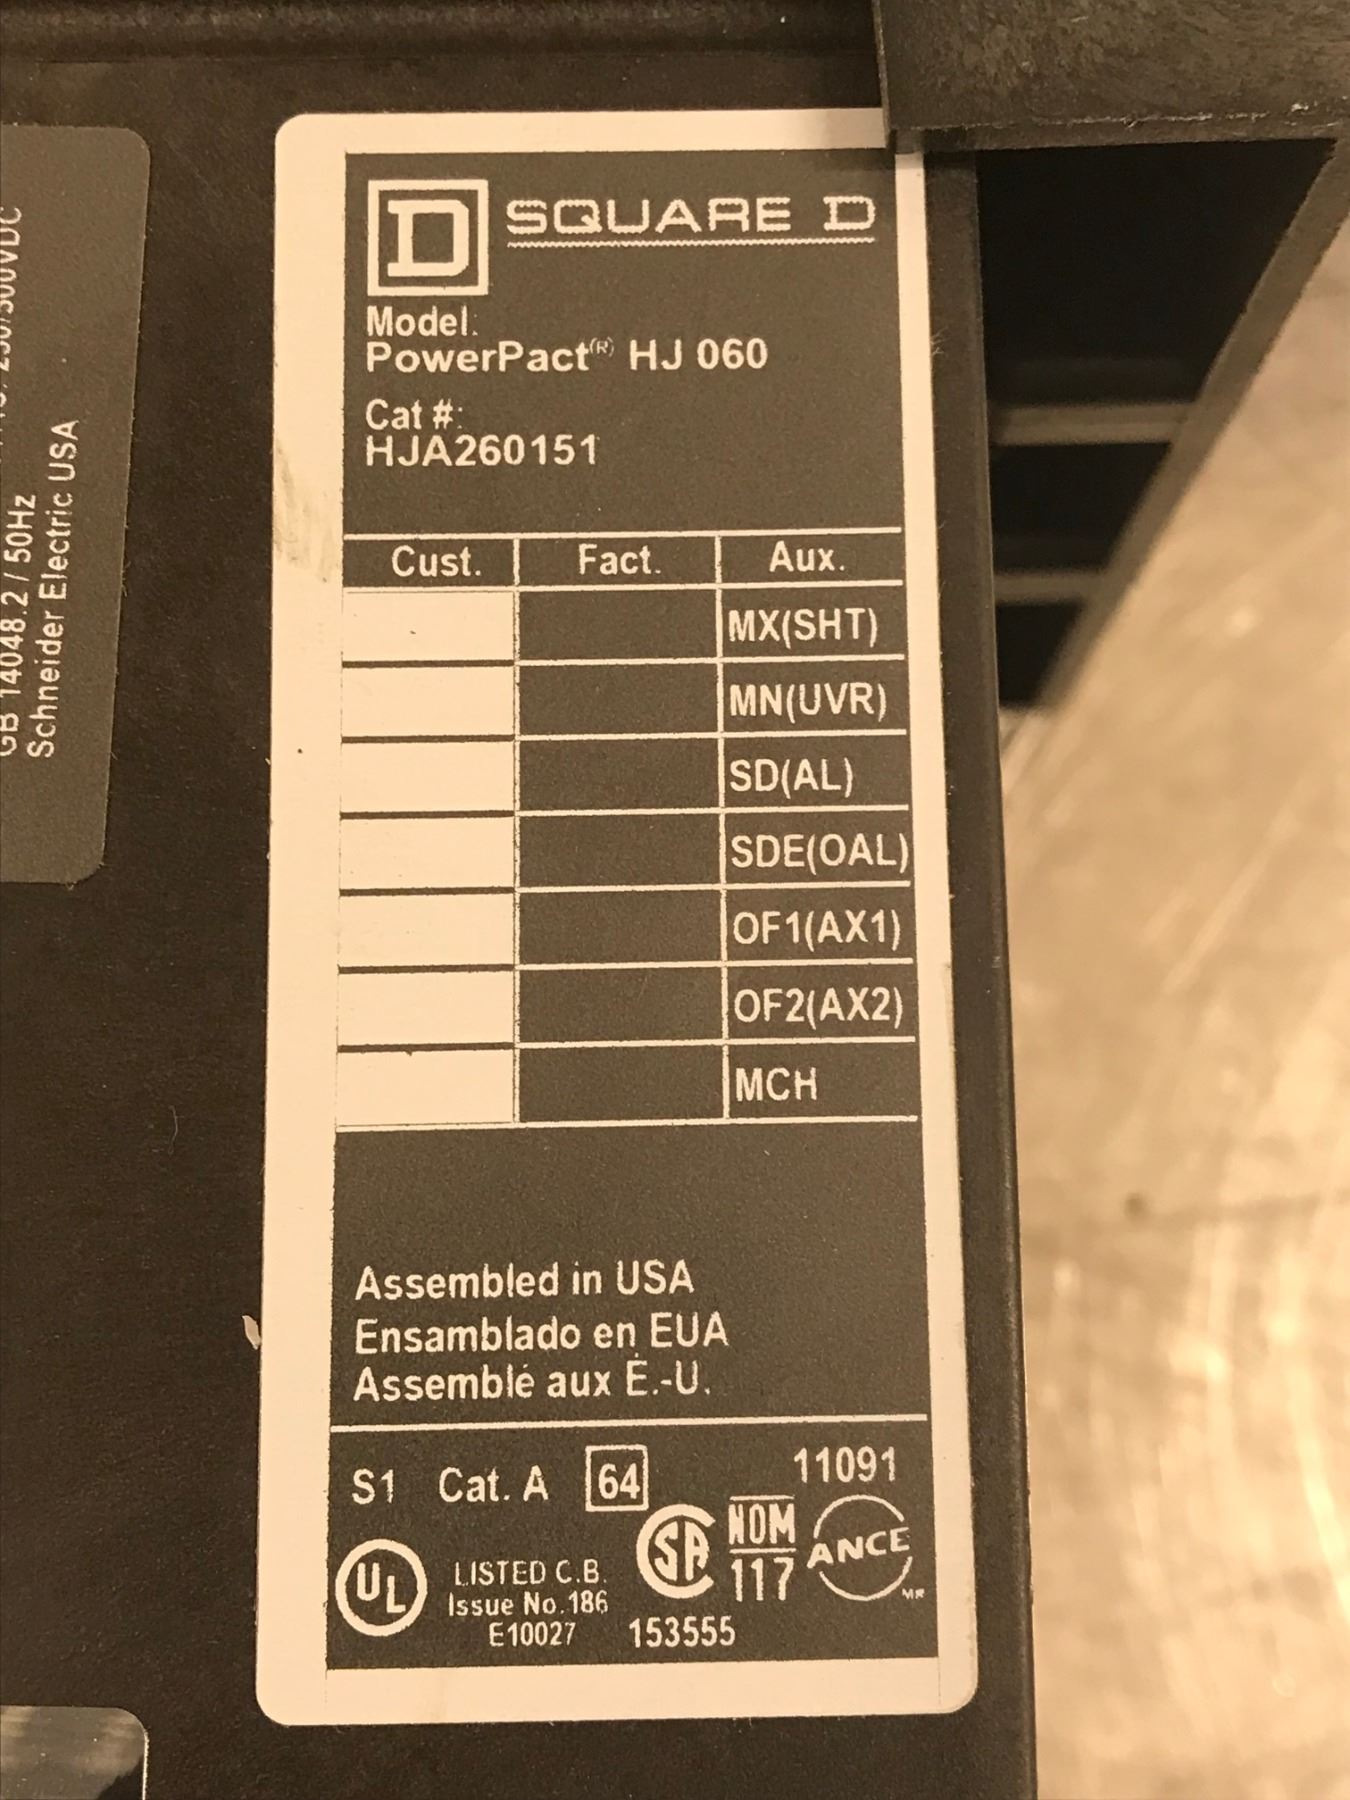 D SQUARE D
Model:
PowerPact(R) HJ 060
Cat #:
HJA260151
Cust. Fact. Aux.
MX(SHT)
MN(UVR)
SD(AL)
SDE(OAL)
OF1(AX1)
OF2(AX2)
MCH
Assembled in USA
Ensamblado en EUA
Assemblé aux É.-U.
S1 Cat. A 64 11091
UL LISTED C.B.
Issue No.186
E10027
SA
153555
NOM
117
ANCE
MR
GB 14048.2 / 50Hz
Schneider Electric USA